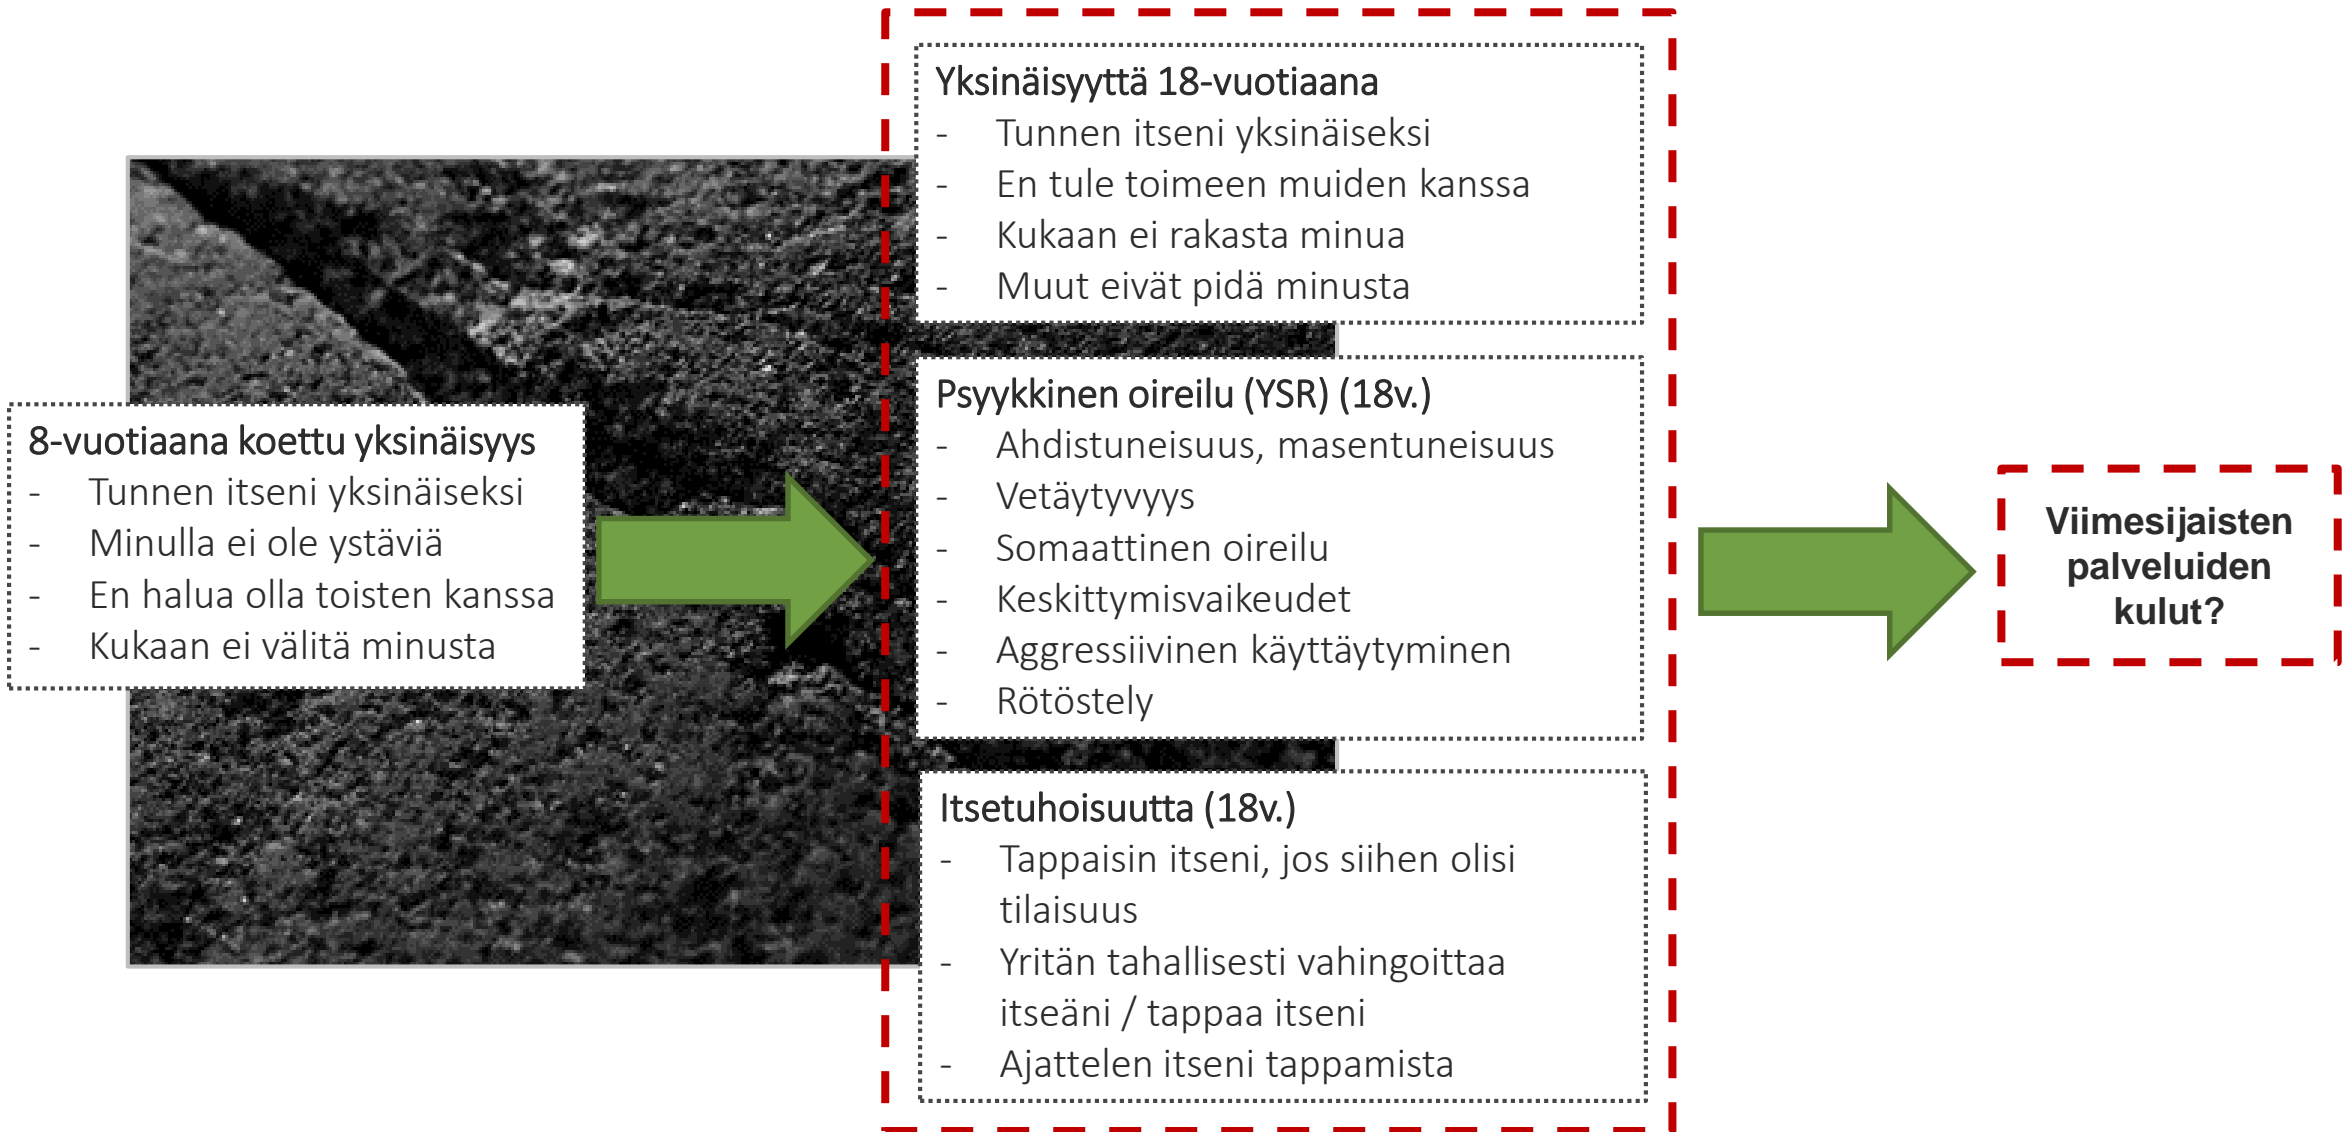 8-vuotiaana koettu yksinäisyys
- Tunnen itseni yksinäiseksi
- Minulla ei ole ystäviä
- En halua olla toisten kanssa
- Kukaan ei välitä minusta
Yksinäisyyttä 18-vuotiaana
- Tunnen itseni yksinäiseksi
- En tule toimeen muiden kanssa
- Kukaan ei rakasta minua
- Muut eivät pidä minusta
Psyykkinen oireilu (YSR) (18v.)
- Ahdistuneisuus, masentuneisuus
- Vetäytyvyys
- Somaattinen oireilu
- Keskittymisvaikeudet
- Aggressiivinen käyttäytyminen
- Rötöstely
Itsetuhoisuutta (18v.)
- Tappaisin itseni, jos siihen olisi
tilaisuus
- Yritän tahallisesti vahingoittaa
itseäni / tappaa itseni
- Ajattelen itseni tappamista
Viimesijaisten
palveluiden
kulut?